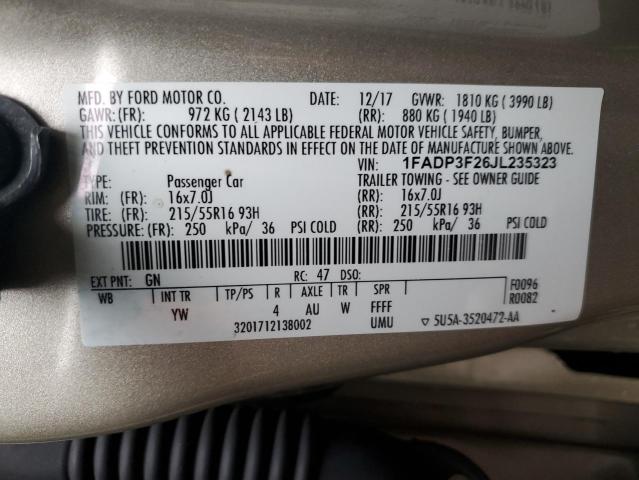 MFD. BY FORD MOTOR CO. DATE: 12/17 GVWR: 1810 KG ( 3990 LB)
GAWR: (FR): 972 KG ( 2143 LB) (RR): 880 KG ( 1940 LB)
THIS VEHICLE CONFORMS TO ALL APPLICABLE FEDERAL MOTOR VEHICLE SAFETY, BUMPER,
AND THEFT PREVENTION STANDARDS IN EFFECT ON THE DATE OF MANUFACTURE SHOWN ABOVE.
VIN: 1FADP3F26JL235323
TYPE: Passenger Car TRAILER TOWING - SEE OWNER GUIDE
RIM: (FR): 16x7.0J (RR): 16x7.0J
TIRE: (FR): 215/55R16 93H (RR): 215/55R16 93H
PRESSURE: (FR): 250 kPa/ 36 PSI COLD (RR): 250 kPa/ 36 PSI COLD
EXT PNT: GN RC: 47 DSO: F0096
WB INT TR TP/PS R AXLE TR SPR R0082
YW 4 AU W FFFF
3201712138002 UMU ▽ 5U5A-3520472-AA